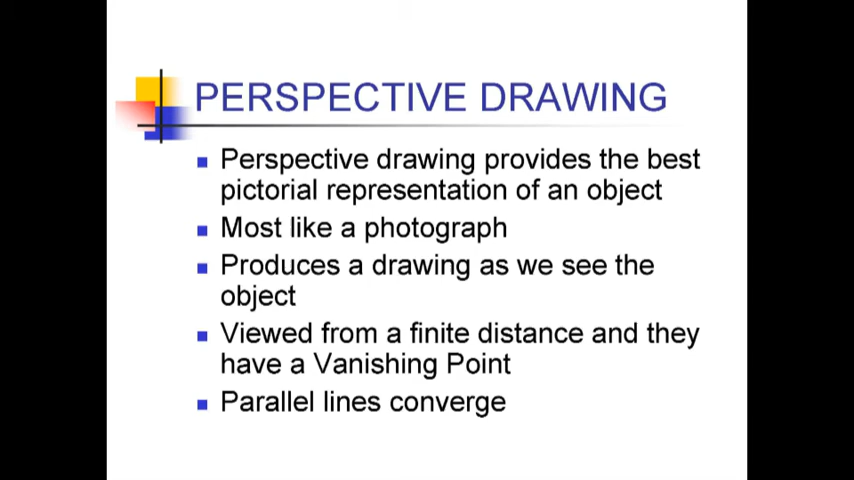 PERSPECTIVE DRAWING
Perspective drawing provides the best
pictorial representation of an object
Most like a photograph
Produces a drawing as we see the
object
Viewed from a finite distance and they
have a Vanishing Point
Parallel lines converge